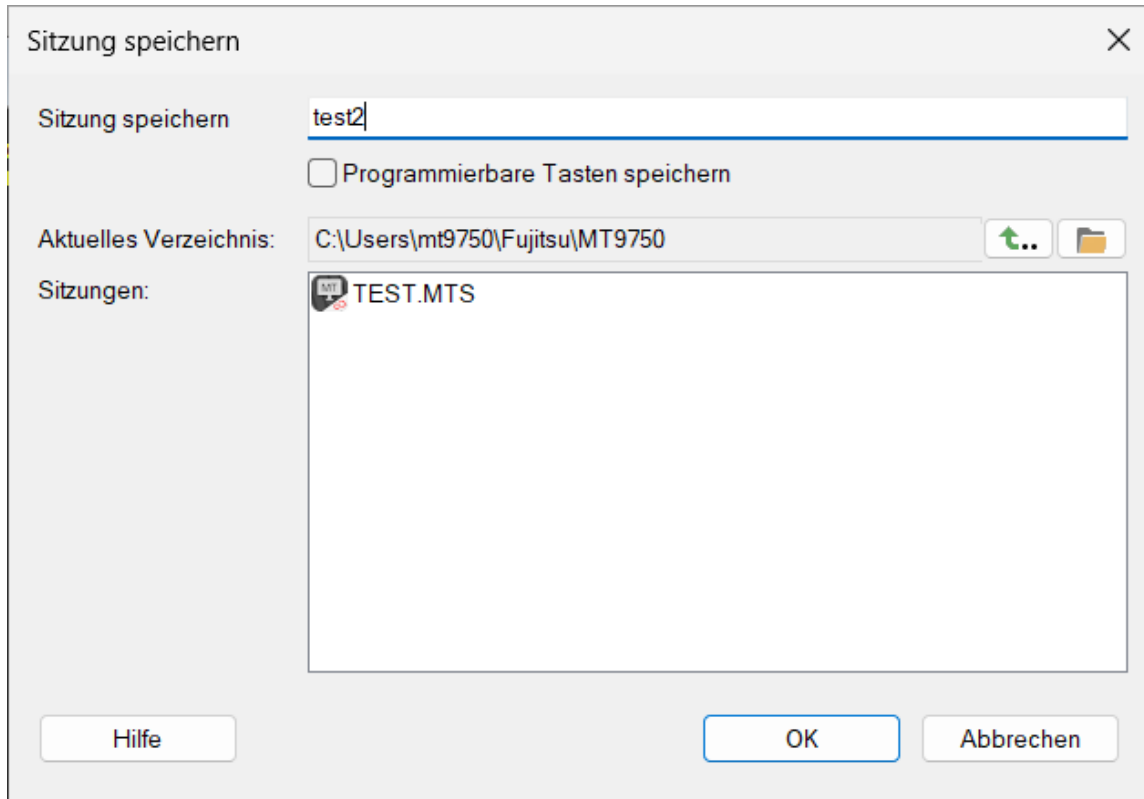 Sitzung speichern
Sitzung speichern test2
Programmierbare Tasten speichern
Aktuelles Verzeichnis: C:\Users\mt9750\Fujitsu\MT9750
Sitzungen:
MT TEST.MTS
Hilfe OK Abbrechen